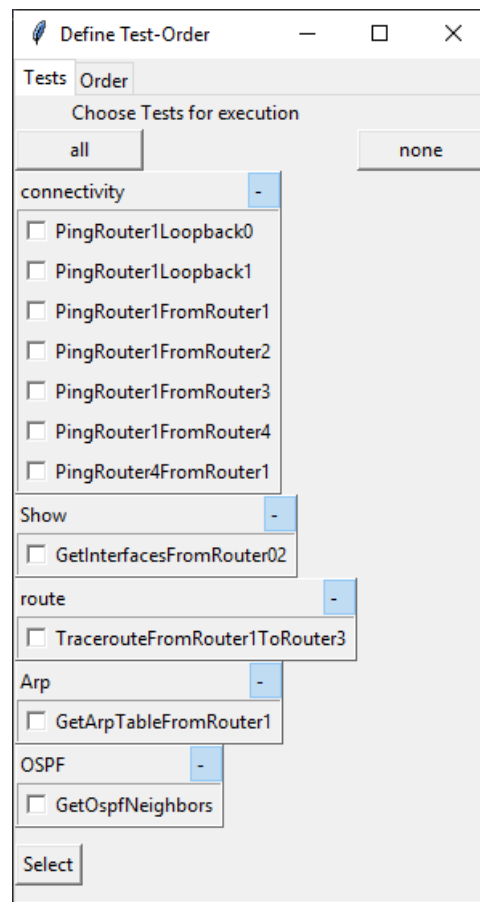 Define Test-Order
Tests Order
Choose Tests for execution
all none
connectivity -
PingRouter1Loopback0
PingRouter1Loopback1
PingRouter1FromRouter1
PingRouter1FromRouter2
PingRouter1FromRouter3
PingRouter1FromRouter4
PingRouter4FromRouter1
Show -
GetInterfacesFromRouter02
route -
TracerouteFromRouter1ToRouter3
Arp -
GetArpTableFromRouter1
OSPF -
GetOspfNeighbors
Select